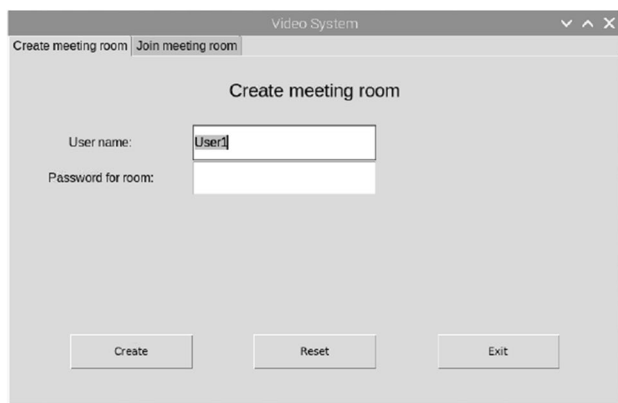 Video System
Create meeting room Join meeting room
Create meeting room
User name: User1
Password for room:
Create Reset Exit